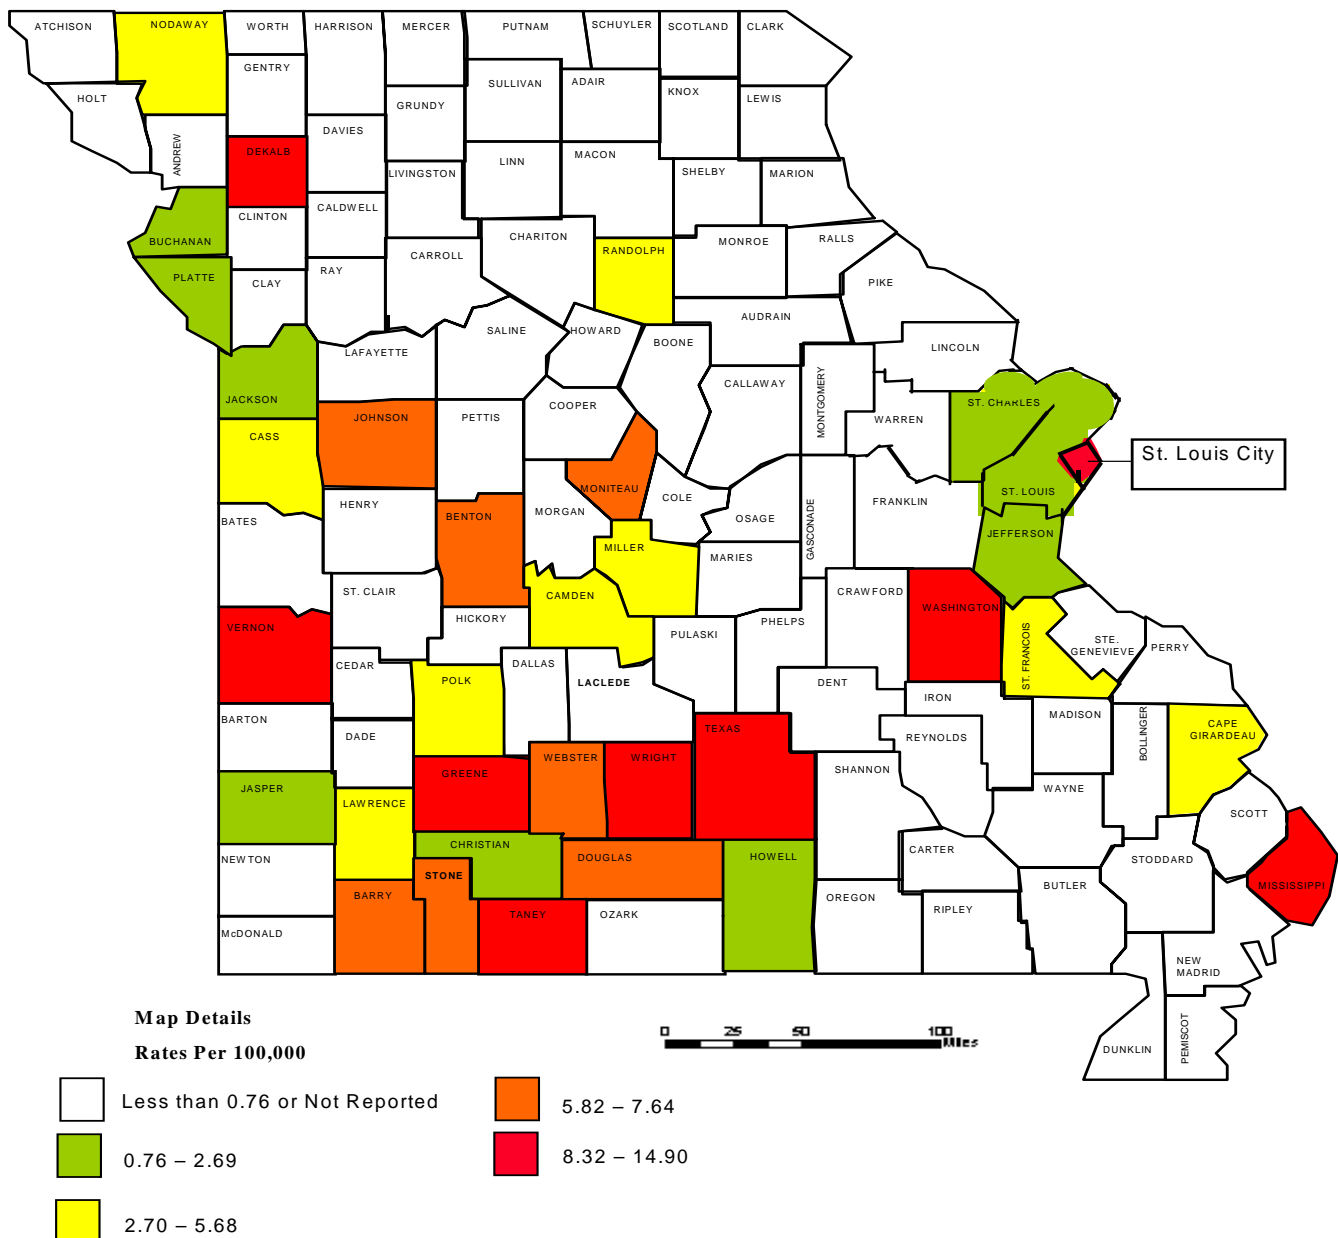 ATCHISON
NODAWAY
WORTH
HARRISON
MERCER
PUTNAM
SCHUYLER
SCOTLAND
CLARK
GENTRY
SULLIVAN
ADAIR
KNOX
LEWIS
HOLT
GRUNDY
DAVIES
ANDREW
DEKALB
LINN
MACON
LIVINGSTON
SHELBY
MARION
CLINTON
CALDWELL
BUCHANAN
CHARITON
RANDOLPH
MONROE
RALLS
CARROLL
PLATTE
CLAY
RAY
PIKE
AUDRAIN
SALINE
HOWARD
BOONE
LAFAYETTE
LINCOLN
CALLAWAY
MONTGOMERY
JACKSON
COOPER
ST. CHARLES
WARREN
JOHNSON
PETTIS
CASS
St. Louis City
MONITEAU
ST. LOUIS
COLE
FRANKLIN
HENRY
MORGAN
BENTON
OSAGE
GASCONADE
BATES
JEFFERSON
MILLER
MARIES
ST. CLAIR
CAMDEN
CRAWFORD
WASHINGTON
HICKORY
PHELPS
VERNON
PULASKI
ST. FRANCOIS
STE.
GENEVIEVE
PERRY
CEDAR
DALLAS
POLK
LACLEDE
DENT
IRON
BARTON
MADISON
TEXAS
CAPE
GIRARDEAU
DADE
REYNOLDS
BOLLINGER
WEBSTER
WRIGHT
GREENE
SHANNON
JASPER
WAYNE
LAWRENCE
SCOTT
CHRISTIAN
DOUGLAS
HOWELL
CARTER
NEWTON
STODDARD
STONE
BUTLER
MISSISSIPPI
BARRY
OREGON
RIPLEY
TANEY
OZARK
McDONALD
NEW
MADRID
DUNKLIN
PEMISCOT
Map Details
Rates Per 100,000
0 25 50 100
Miles
Less than 0.76 or Not Reported
5.82 – 7.64
0.76 – 2.69
8.32 – 14.90
2.70 – 5.68